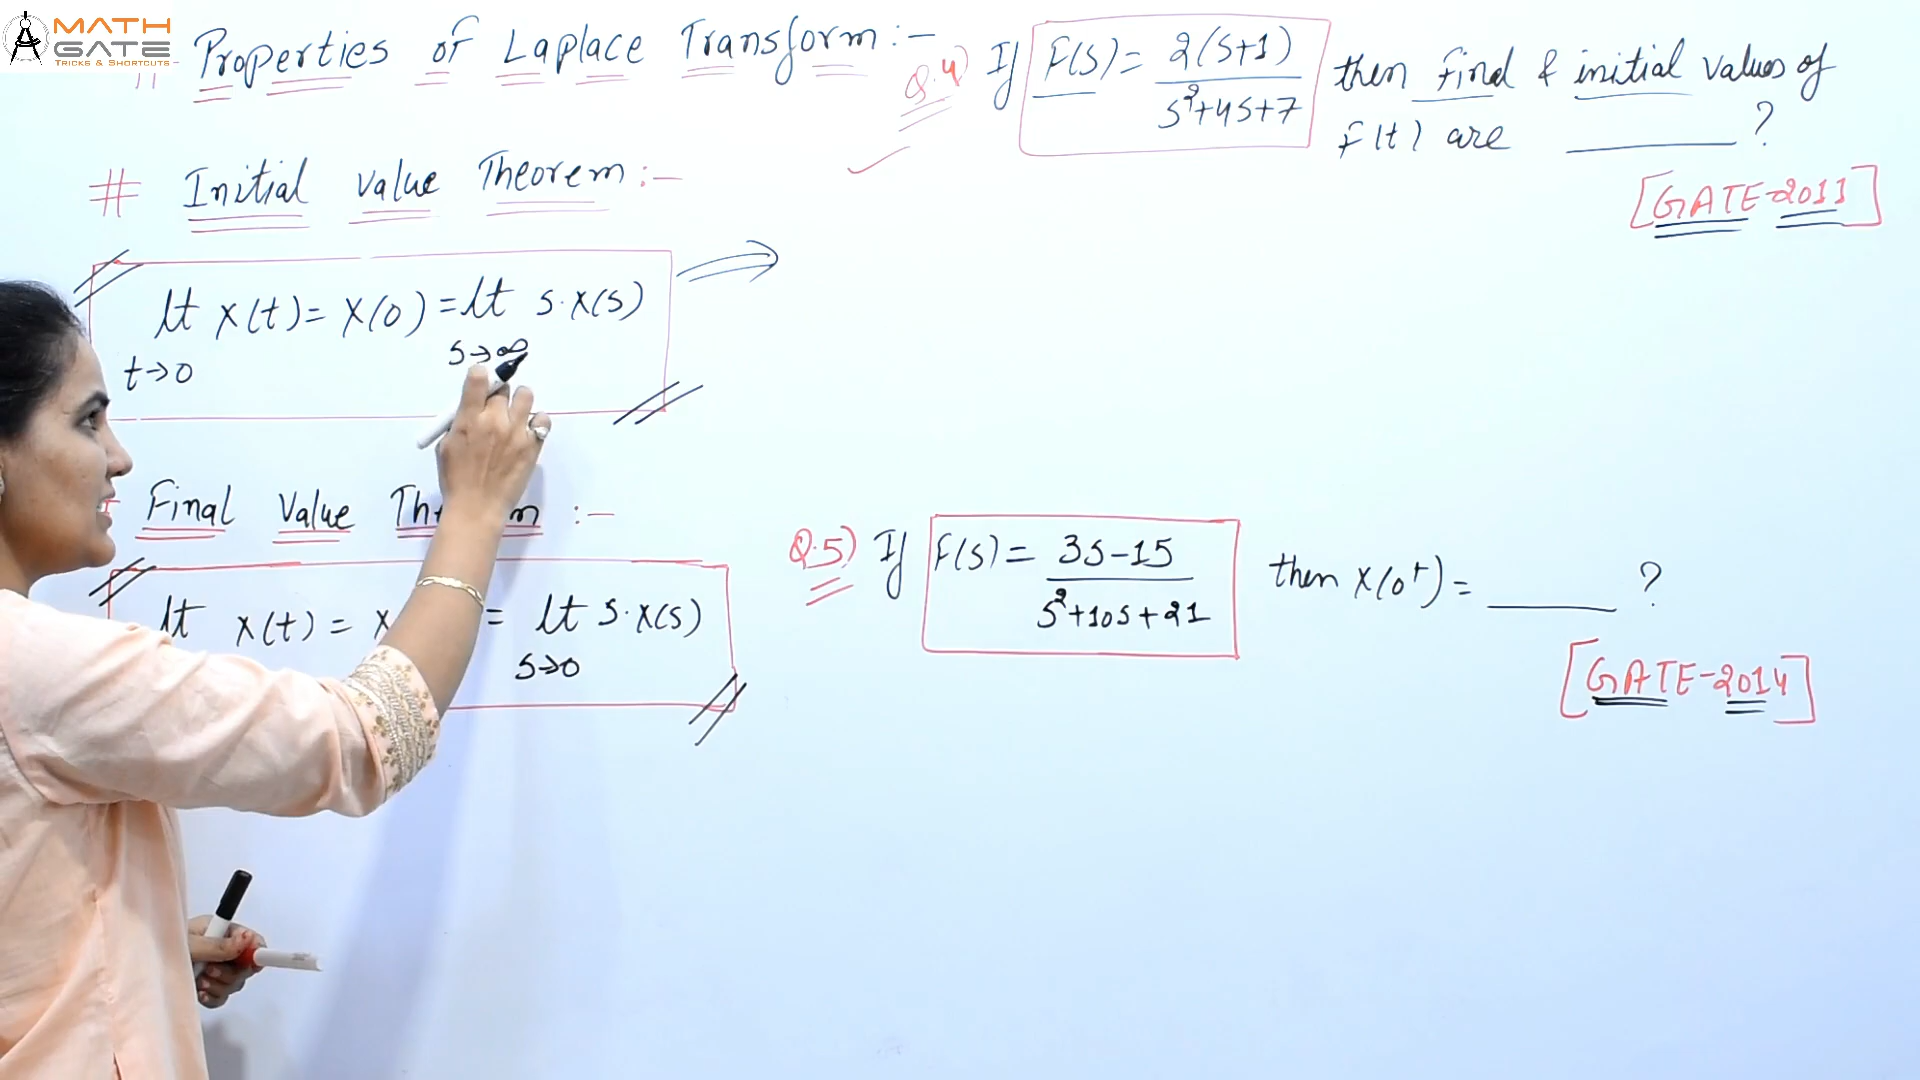 MATH
GATE
TRICKS & SHORTCUTS
Properties of Laplace Transform :-
# Initial value Theorem :-
lt x(t) = x(0) = lt s·x(s)
t→0 s→∞
Final Value :-
lt x(t) = x = lt s·x(s)
s→0
Q.4) If F(s) = 2(s+1) / s²+4s+7 then final & initial values of
f(t) are ______ ?
[GATE-2011]
Q.5) If F(s) = 3s-15 / s²+10s+21 then x(0⁺) = ______ ?
[GATE-2014]